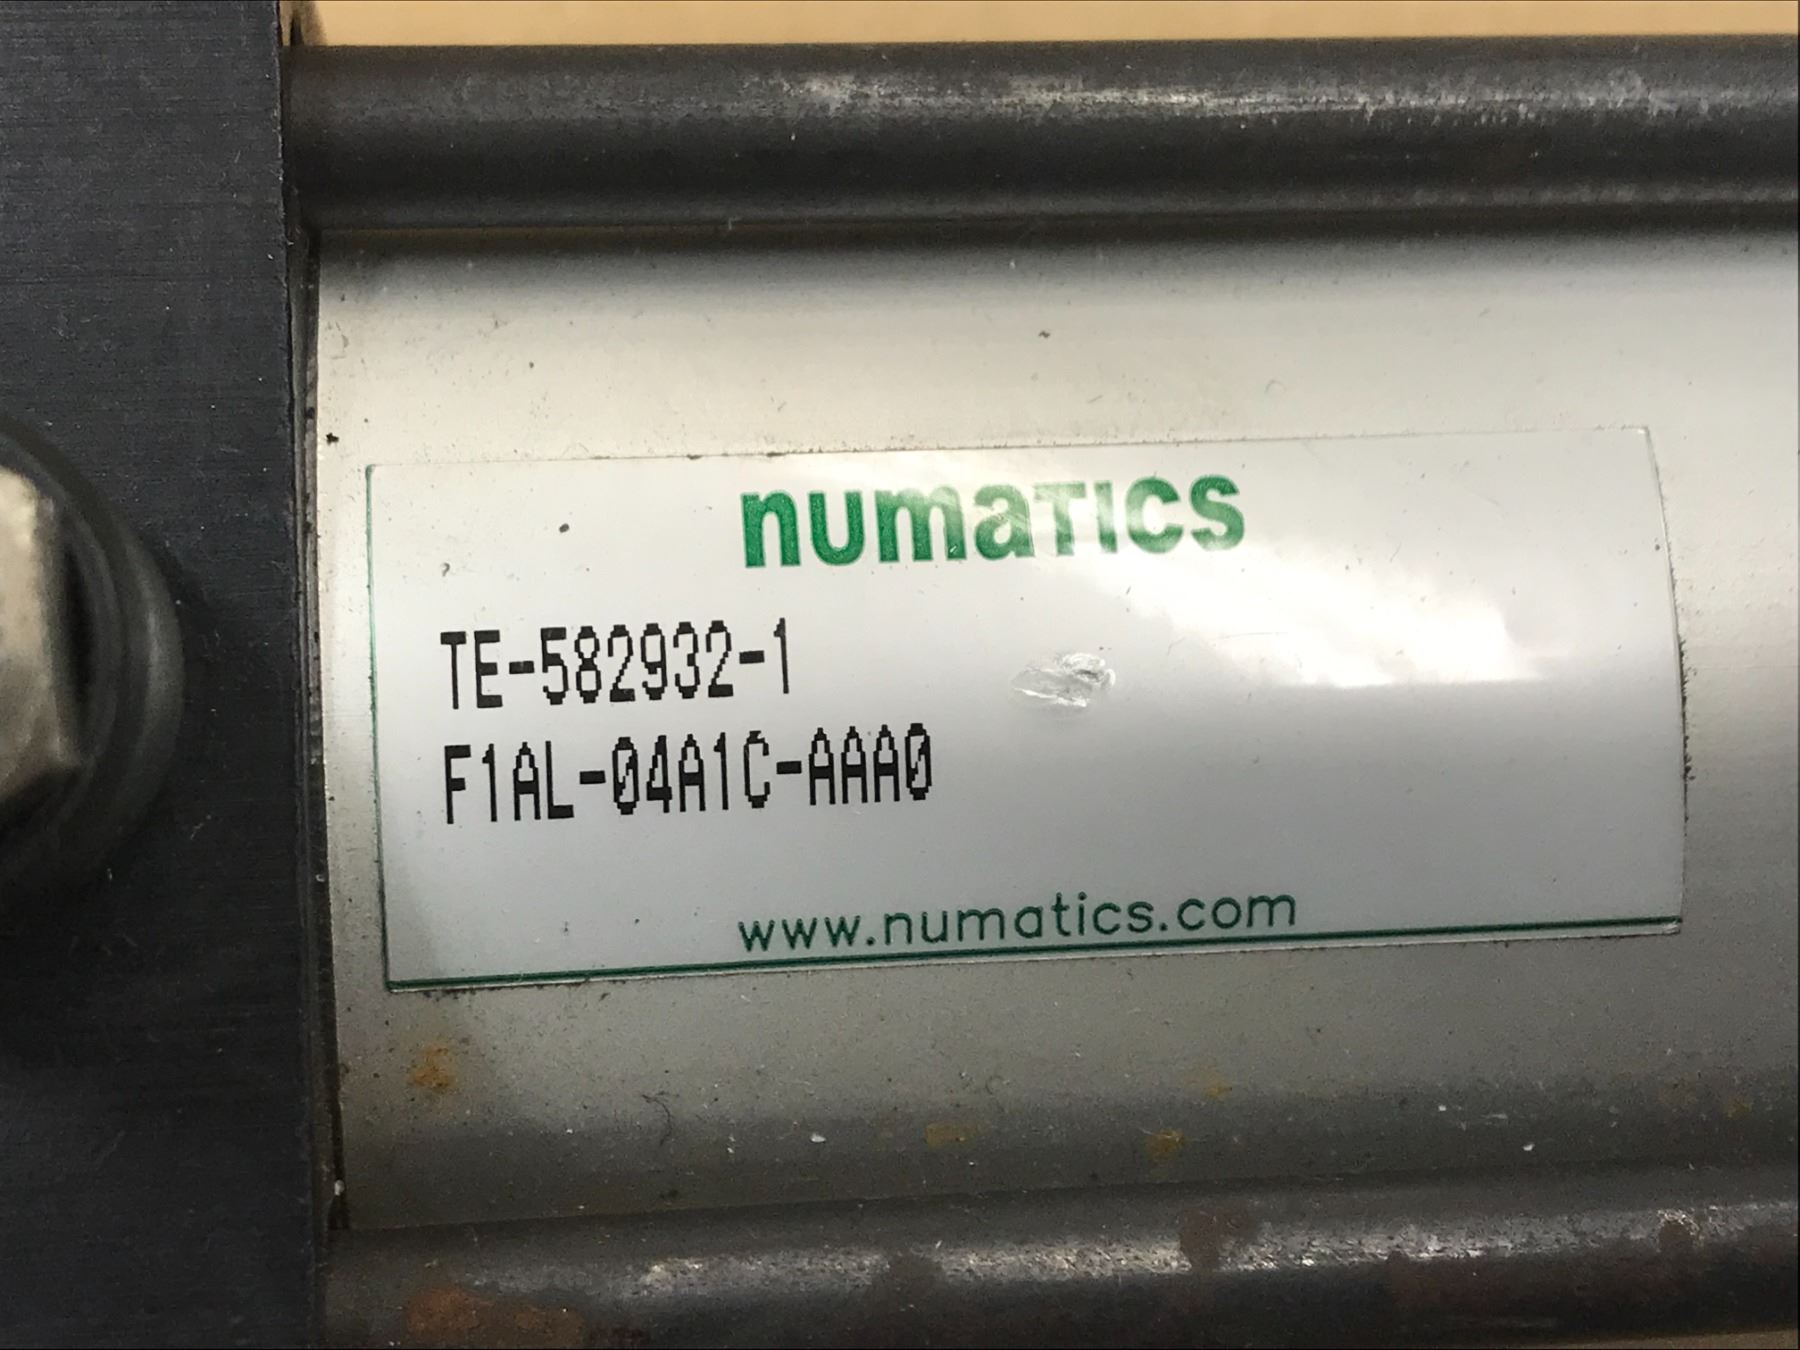 numatics
TE-582932-1
F1AL-04A1C-AAA0
www.numatics.com